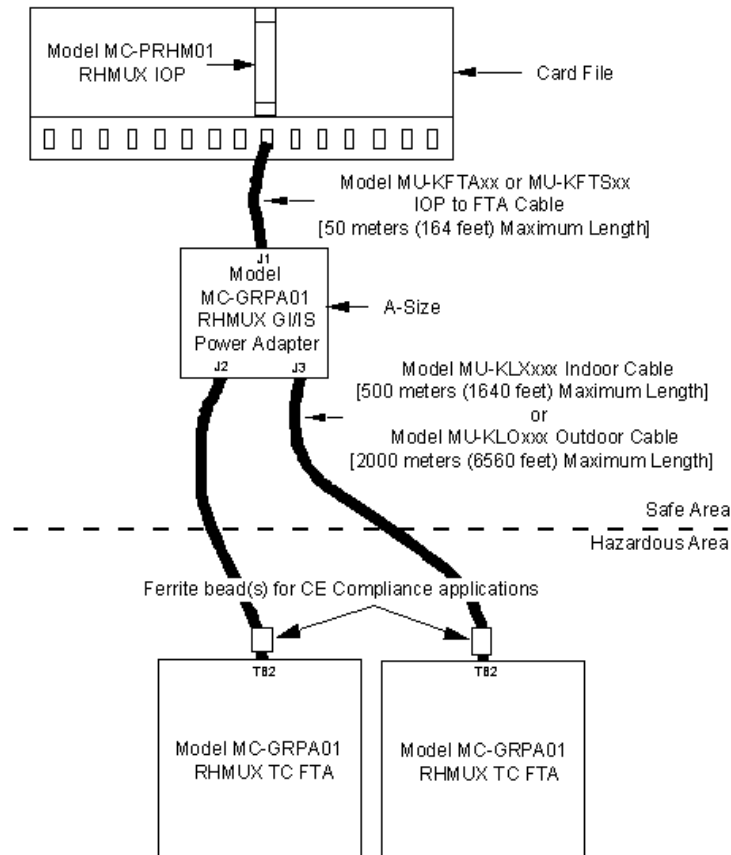 Model MC-PRHM01
RHMUX IOP
Card File
Model MU-KFTAxx or MU-KFTSxx
IOP to FTA Cable
[50 meters (164 feet) Maximum Length]
J1
Model
MC-GRPA01
RHMUX GI/IS
Power Adapter
J2 J3
A-Size
Model MU-KLXxxx Indoor Cable
[500 meters (1640 feet) Maximum Length]
or
Model MU-KLOxxx Outdoor Cable
[2000 meters (6560 feet) Maximum Length]
Safe Area
Hazardous Area
Ferrite bead(s) for CE Compliance applications
TB2
Model MC-GRPA01
RHMUX TC FTA
TB2
Model MC-GRPA01
RHMUX TC FTA